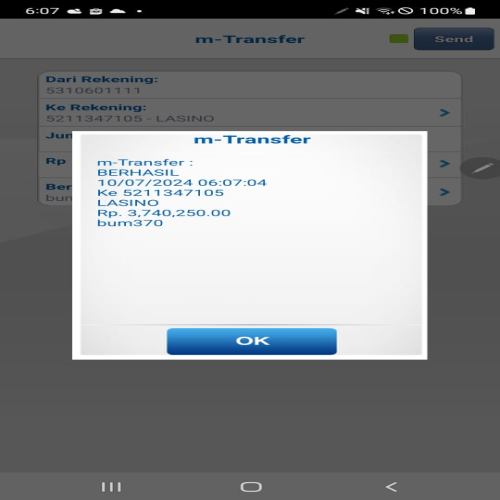 6:07
100%
m-Transfer
Send
Dari Rekening:
5310601111
Ke Rekening:
5211347105 - LASINO
Jum
Rp
Ber
bum
m-Transfer
m-Transfer :
BERHASIL
10/07/2024 06:07:04
Ke 5211347105
LASINO
Rp. 3,740,250.00
bum370
OK